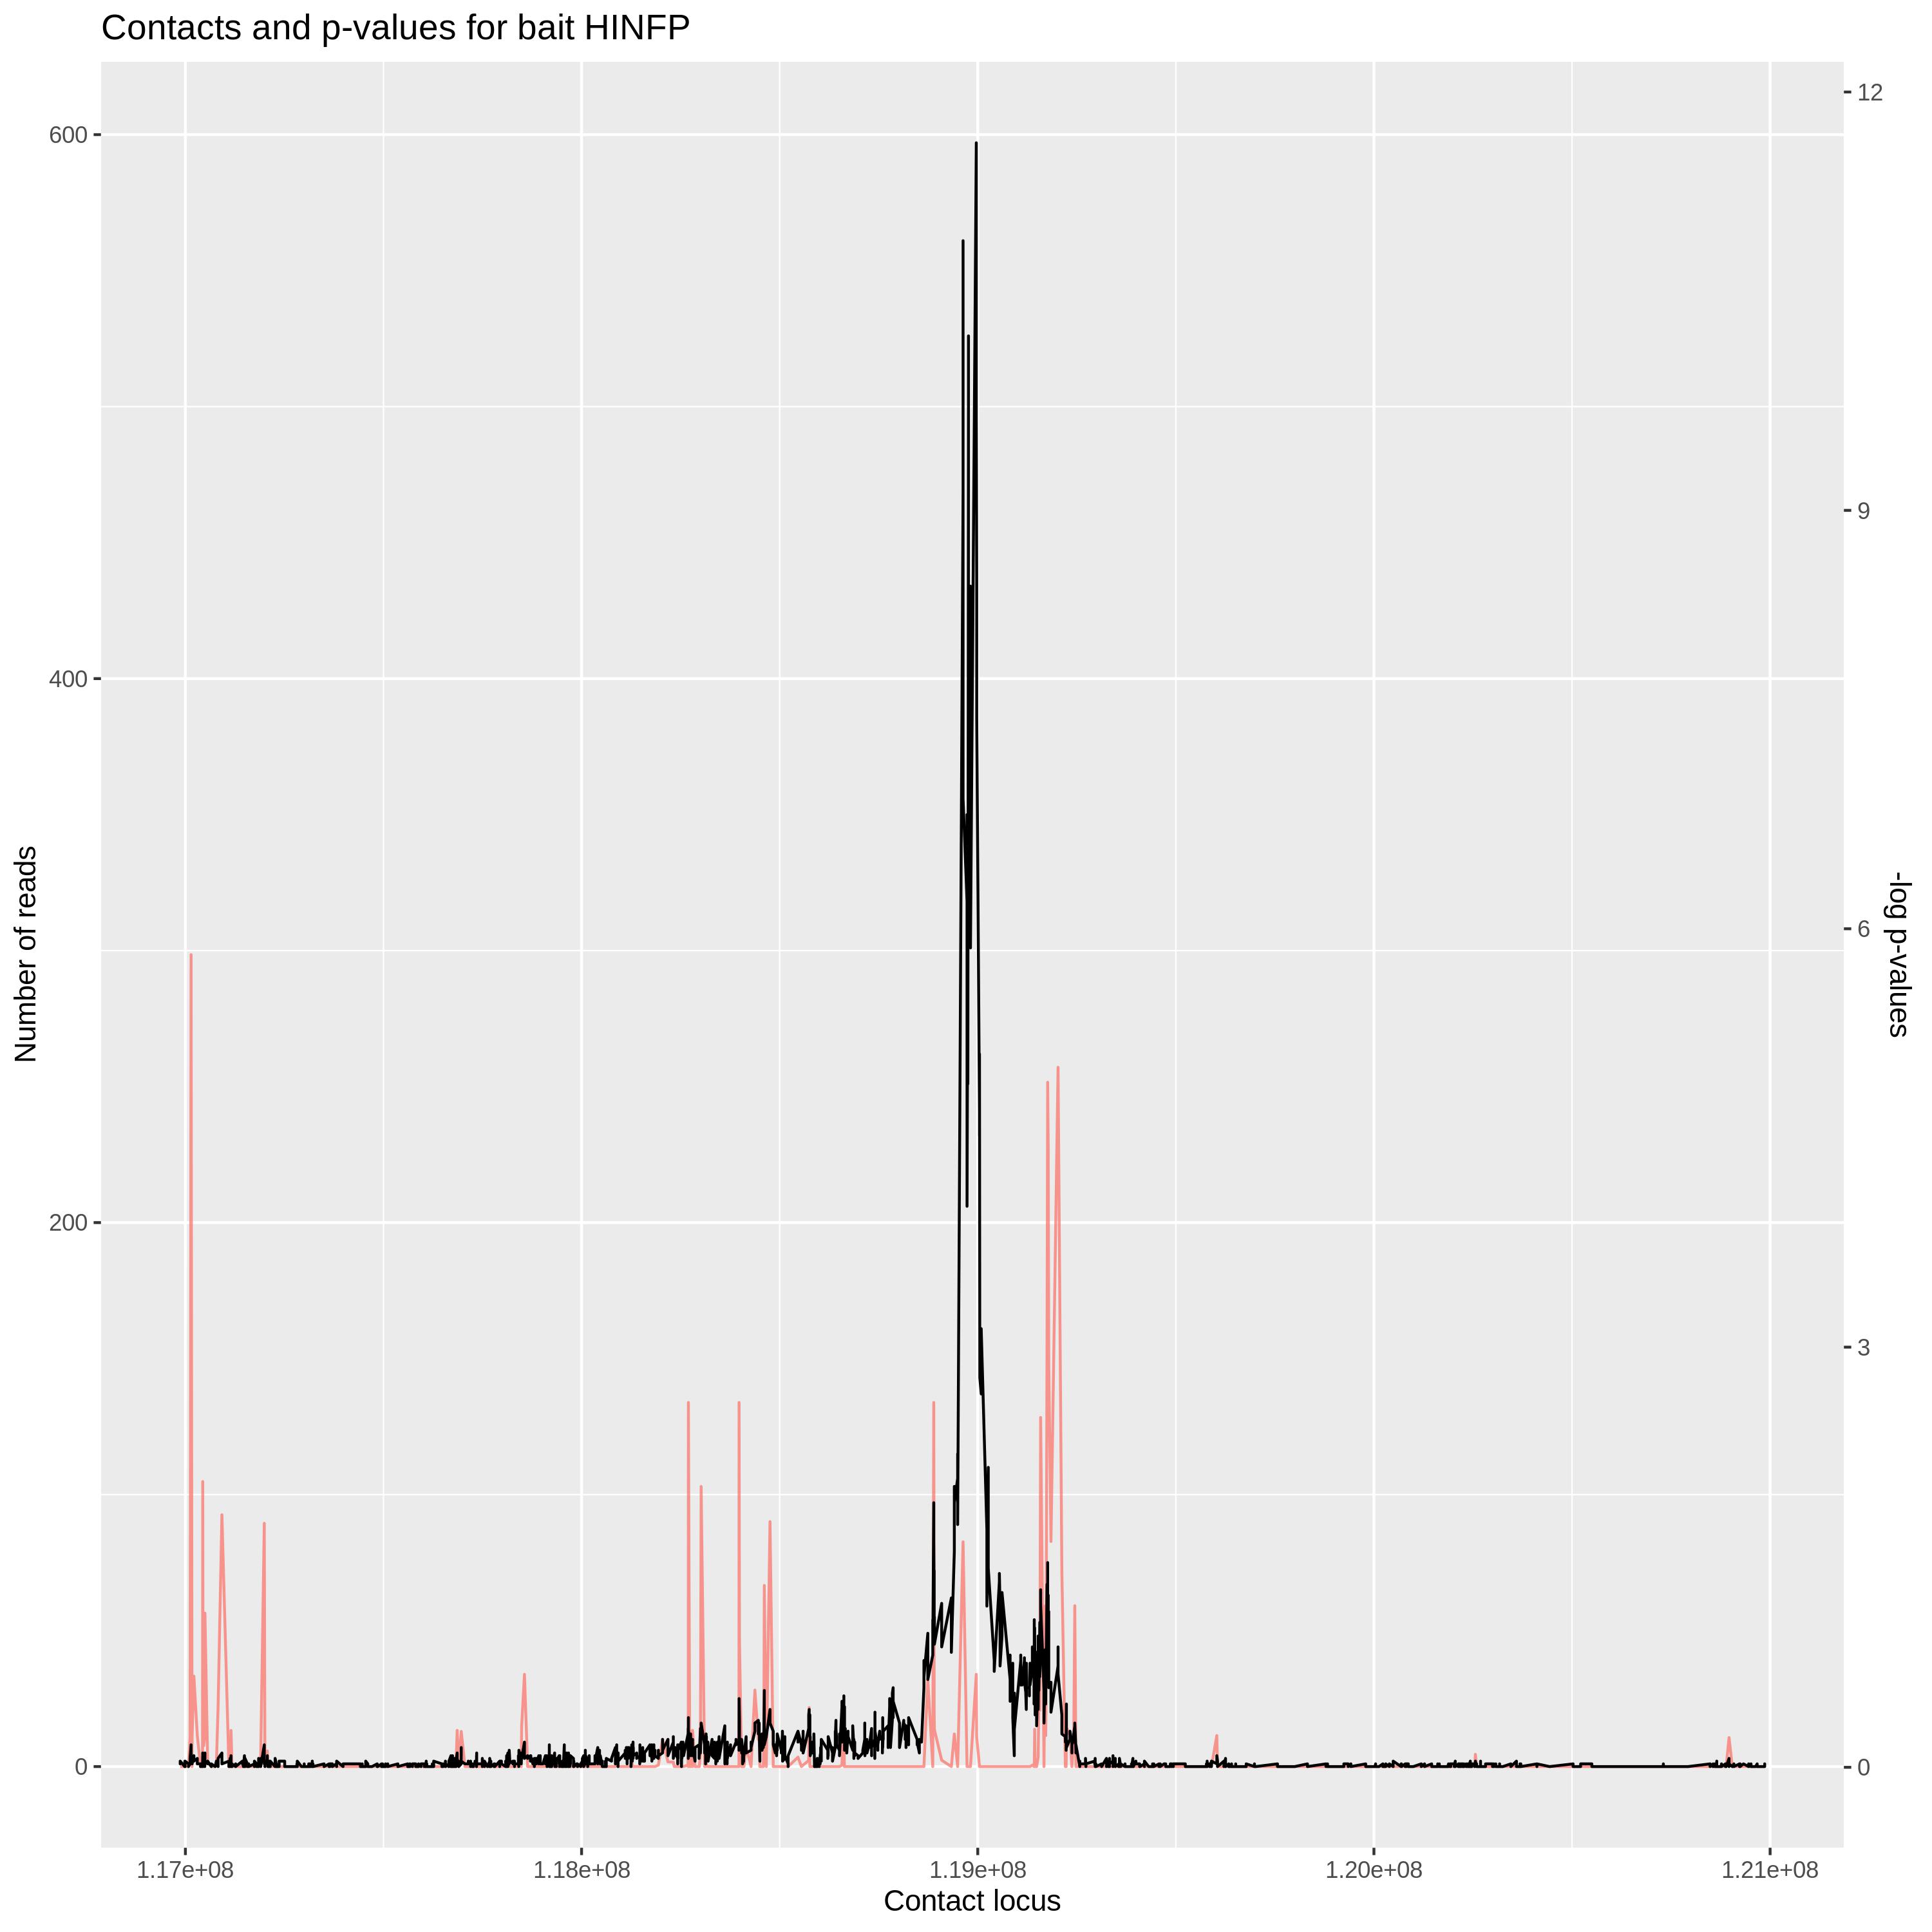 Contacts and p-values for bait HINFP
600
400
200
0
12
9
6
3
0
Number of reads
-log p-values
1.17e+08 1.18e+08 1.19e+08 1.20e+08 1.21e+08
Contact locus